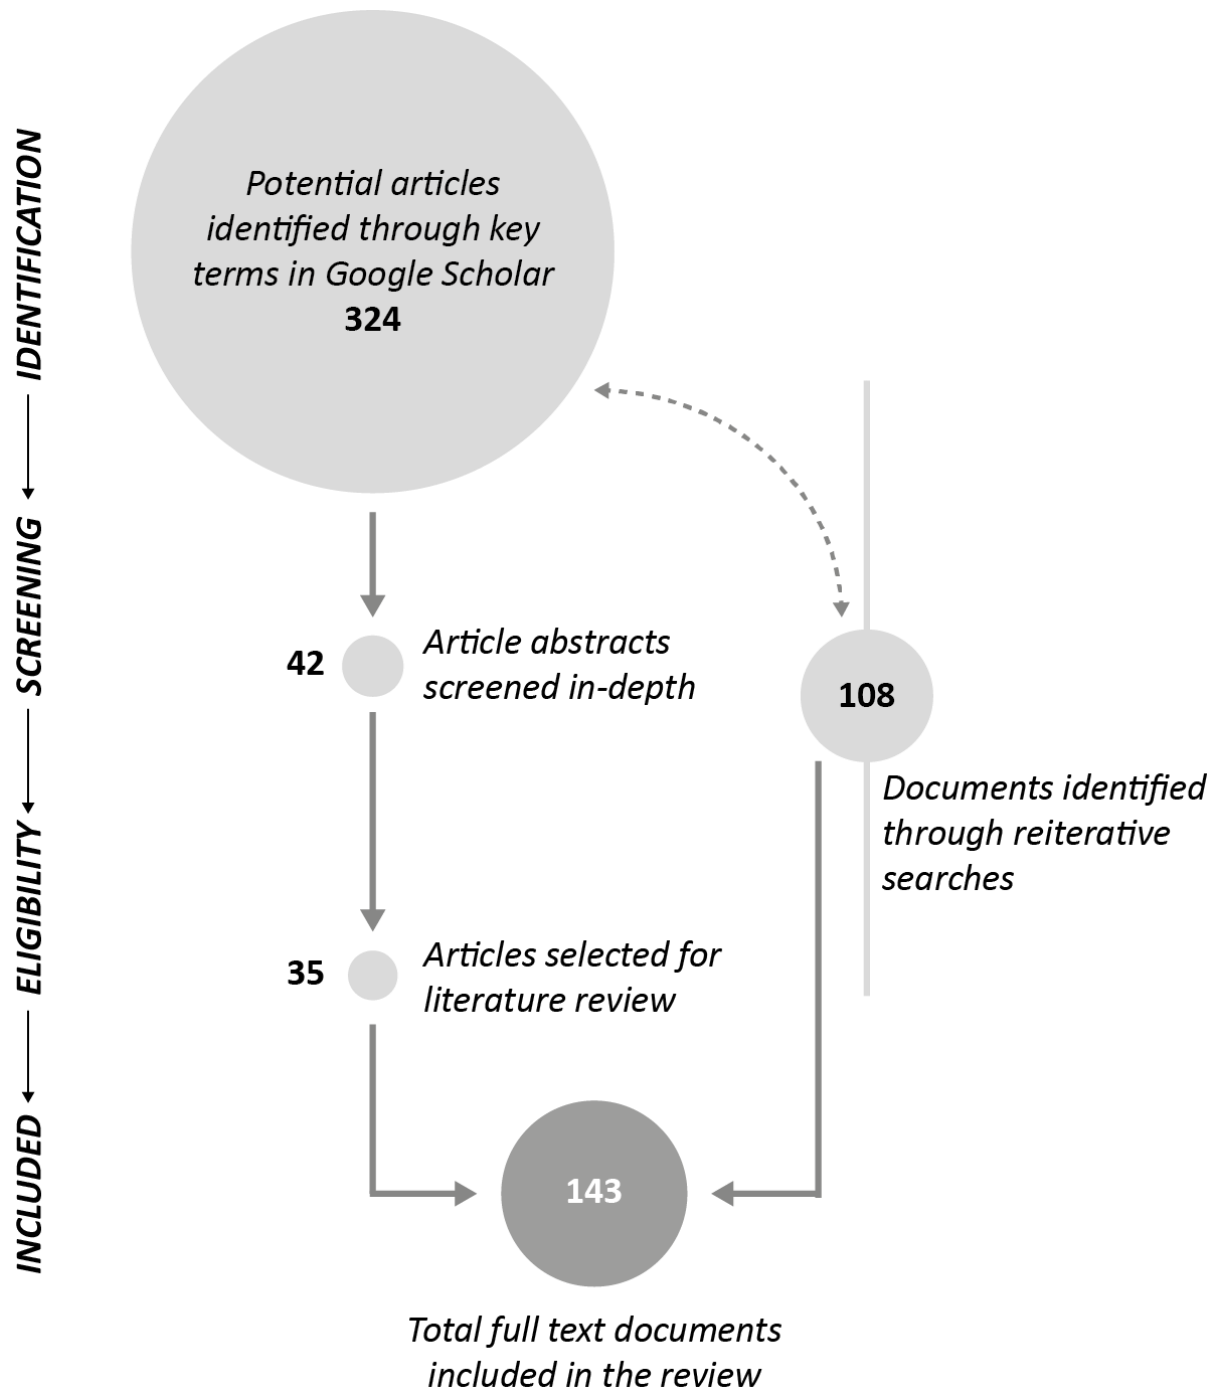 IDENTIFICATION
SCREENING
ELIGIBILITY
INCLUDED
Potential articles
identified through key
terms in Google Scholar
324
42
Article abstracts
screened in-depth
108
Documents identified
through reiterative
searches
35
Articles selected for
literature review
143
Total full text documents
included in the review